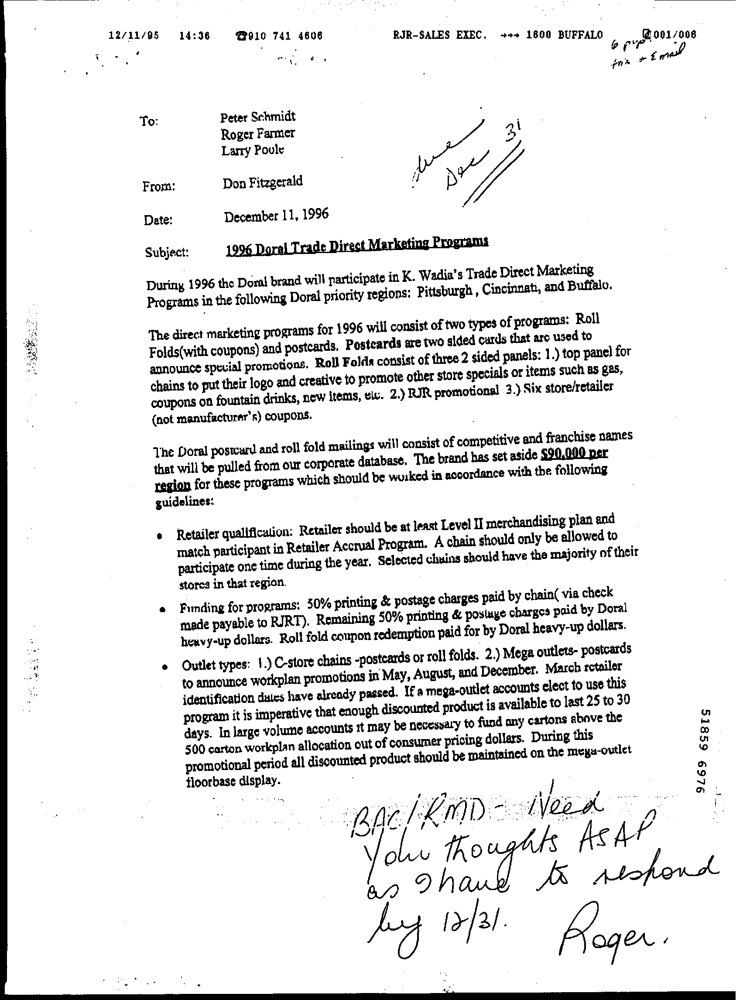 12/11/95 14:36 ☎910 741 4606 RJR-SALES EXEC. →→→ 1600 BUFFALO 001/006
6 pgs.
fax + Email
due
Dec 31
To: Peter Schmidt
Roger Farmer
Larry Poole
From: Don Fitzgerald
Date: December 11, 1996
Subject: 1996 Doral Trade Direct Marketing Programs
During 1996 the Doral brand will participate in K. Wadia's Trade Direct Marketing
Programs in the following Doral priority regions: Pittsburgh , Cincinnati, and Buffalo.
The direct marketing programs for 1996 will consist of two types of programs: Roll
Folds(with coupons) and postcards. Postcards are two sided cards that are used to
announce special promotions. Roll Folds consist of three 2 sided panels: 1.) top panel for
chains to put their logo and creative to promote other store specials or items such as gas,
coupons on fountain drinks, new items, etc. 2.) RJR promotional 3.) Six store/retailer
(not manufacturer's) coupons.
The Doral postcard and roll fold mailings will consist of competitive and franchise names
that will be pulled from our corporate database. The brand has set aside $90,000 per
region for these programs which should be worked in accordance with the following
guidelines:
• Retailer qualification: Retailer should be at least Level II merchandising plan and
match participant in Retailer Accrual Program. A chain should only be allowed to
participate one time during the year. Selected chains should have the majority of their
stores in that region.
• Funding for programs: 50% printing & postage charges paid by chain( via check
made payable to RJRT). Remaining 50% printing & postage charges paid by Doral
heavy-up dollars. Roll fold coupon redemption paid for by Doral heavy-up dollars.
• Outlet types: 1.) C-store chains -postcards or roll folds. 2.) Mega outlets- postcards
to announce workplan promotions in May, August, and December. March retailer
identification dates have already passed. If a mega-outlet accounts elect to use this
program it is imperative that enough discounted product is available to last 25 to 30
days. In large volume accounts it may be necessary to fund any cartons above the
500 carton workplan allocation out of consumer pricing dollars. During this
promotional period all discounted product should be maintained on the mega-outlet
floorbase display.
51859 6976
BAC/RMD - Need
Your thoughts ASAP
as I have to respond
by 12/31.
Roger.